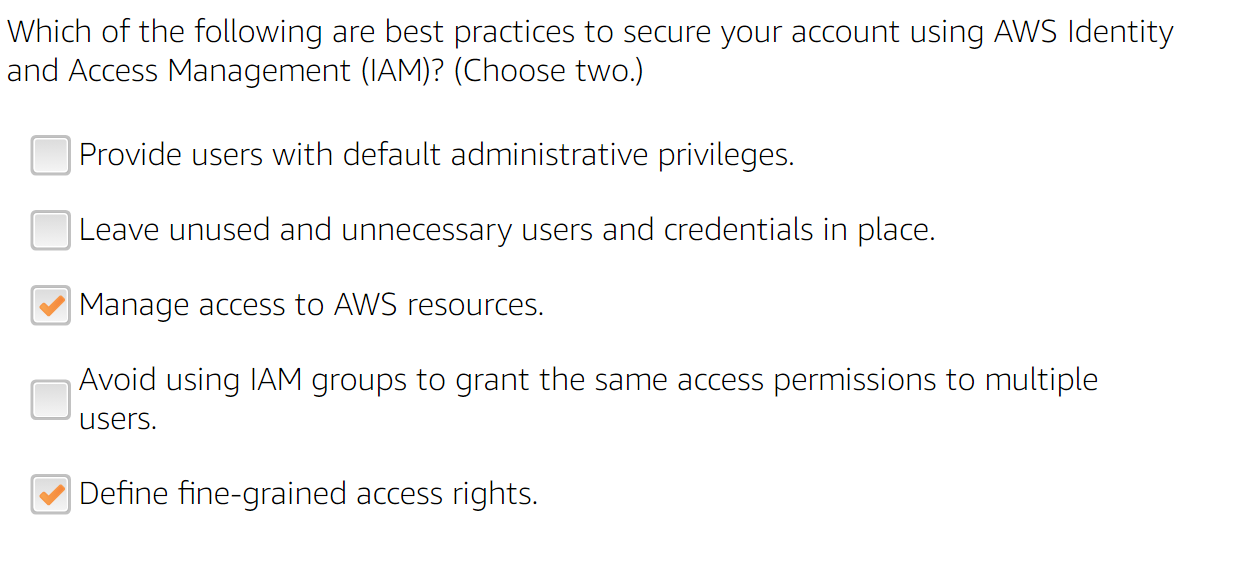 Which of the following are best practices to secure your account using AWS Identity
and Access Management (IAM)? (Choose two.)
Provide users with default administrative privileges.
Leave unused and unnecessary users and credentials in place.
Manage access to AWS resources.
Avoid using IAM groups to grant the same access permissions to multiple
users.
Define fine-grained access rights.